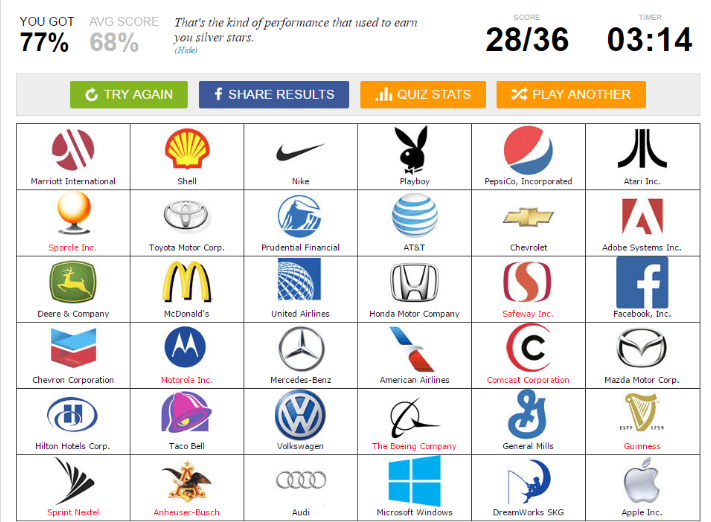 YOU GOT
77%
AVG SCORE
68%
That's the kind of performance that used to earn
you silver stars.
(Hide)
SCORE
28/36
TIMER
03:14
TRY AGAIN
SHARE RESULTS
QUIZ STATS
PLAY ANOTHER
Marriott International
Shell
Nike
Playboy
PepsiCo, Incorporated
Atari Inc.
Sporcle Inc.
Toyota Motor Corp.
Prudential Financial
AT&T
Chevrolet
Adobe Systems Inc.
Deere & Company
McDonald's
United Airlines
Honda Motor Company
Safeway Inc.
Facebook, Inc.
Chevron Corporation
Motorola Inc.
Mercedes-Benz
American Airlines
Comcast Corporation
Mazda Motor Corp.
Hilton Hotels Corp.
Taco Bell
Volkswagen
The Boeing Company
General Mills
ESTD 1759
Guinness
Sprint Nextel
Anheuser-Busch
Audi
Microsoft Windows
DreamWorks SKG
Apple Inc.